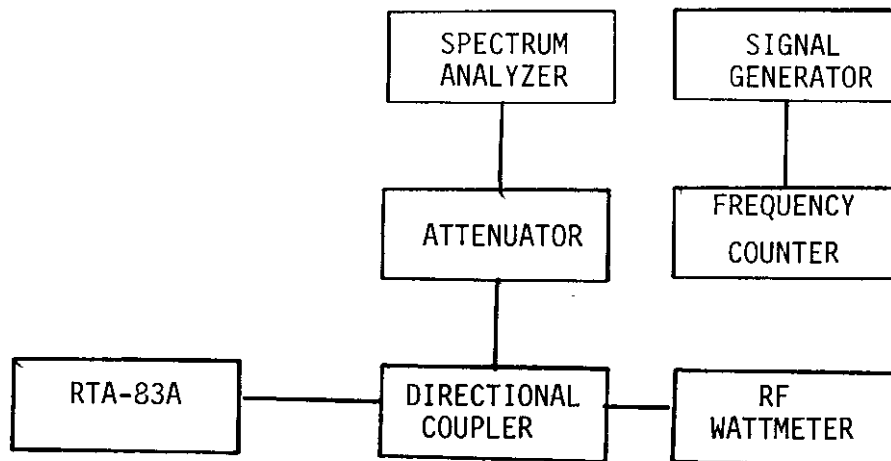 SPECTRUM
ANALYZER
SIGNAL
GENERATOR
ATTENUATOR
FREQUENCY
COUNTER
RTA-83A
DIRECTIONAL
COUPLER
RF
WATTMETER